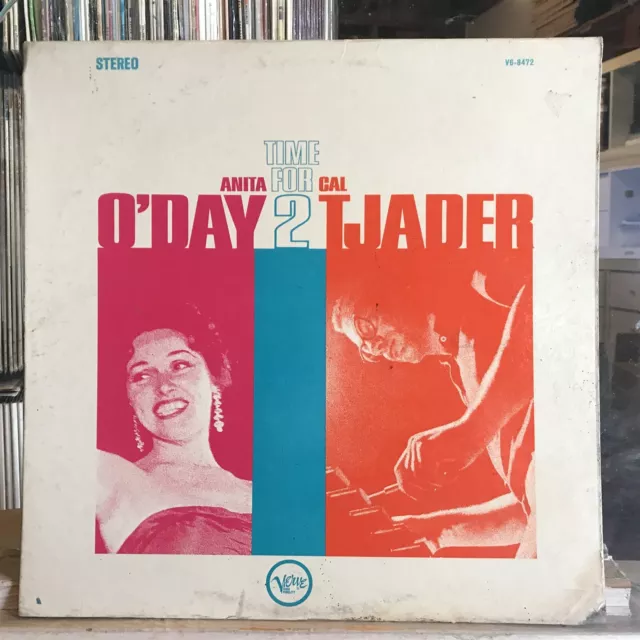 STEREO
V6-8472
TIME
ANITA FOR CAL
O'DAY 2 TJADER
Verve